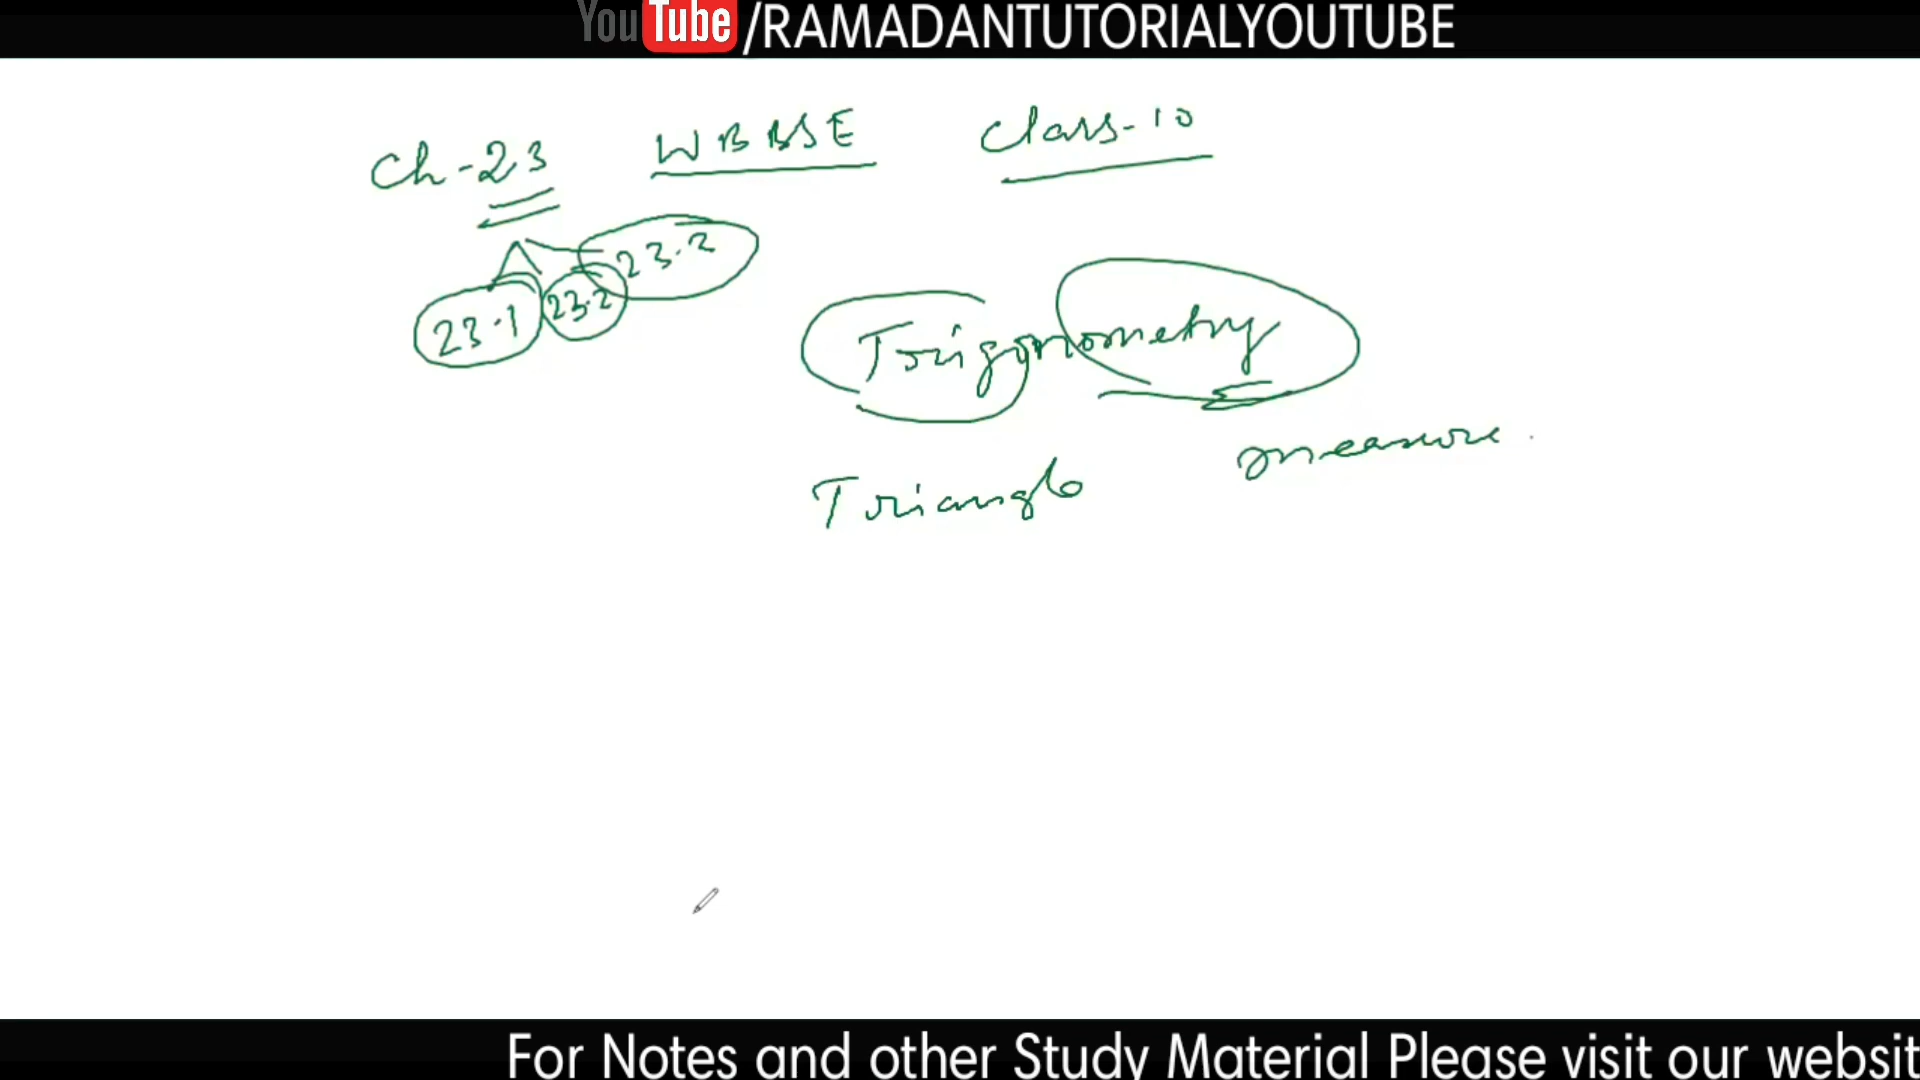 YouTube/RAMADANTUTORIALYOUTUBE
Ch-23 WBBSE Class-10
23.2
23.1 23.2
Trigonometry
measure.
Triangle
For Notes and other Study Material Please visit our websit